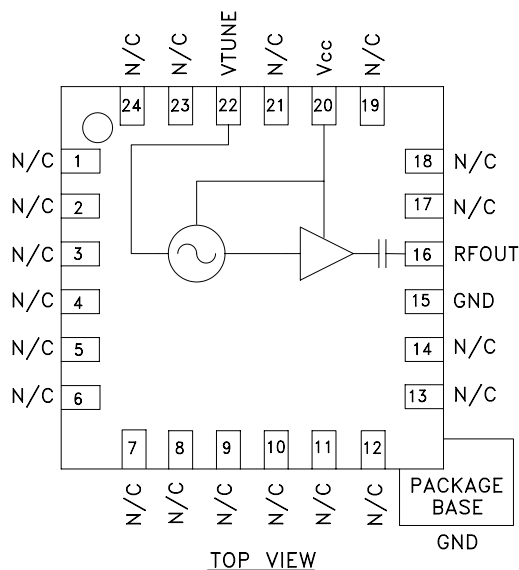 N/C
N/C
VTUNE
N/C
Vcc
N/C
24
23
22
21
20
19
N/C 1
N/C 2
N/C 3
N/C 4
N/C 5
N/C 6
18 N/C
17 N/C
16 RFOUT
15 GND
14 N/C
13 N/C
7
8
9
10
11
12
N/C
N/C
N/C
N/C
N/C
N/C
PACKAGE
BASE
GND
TOP VIEW